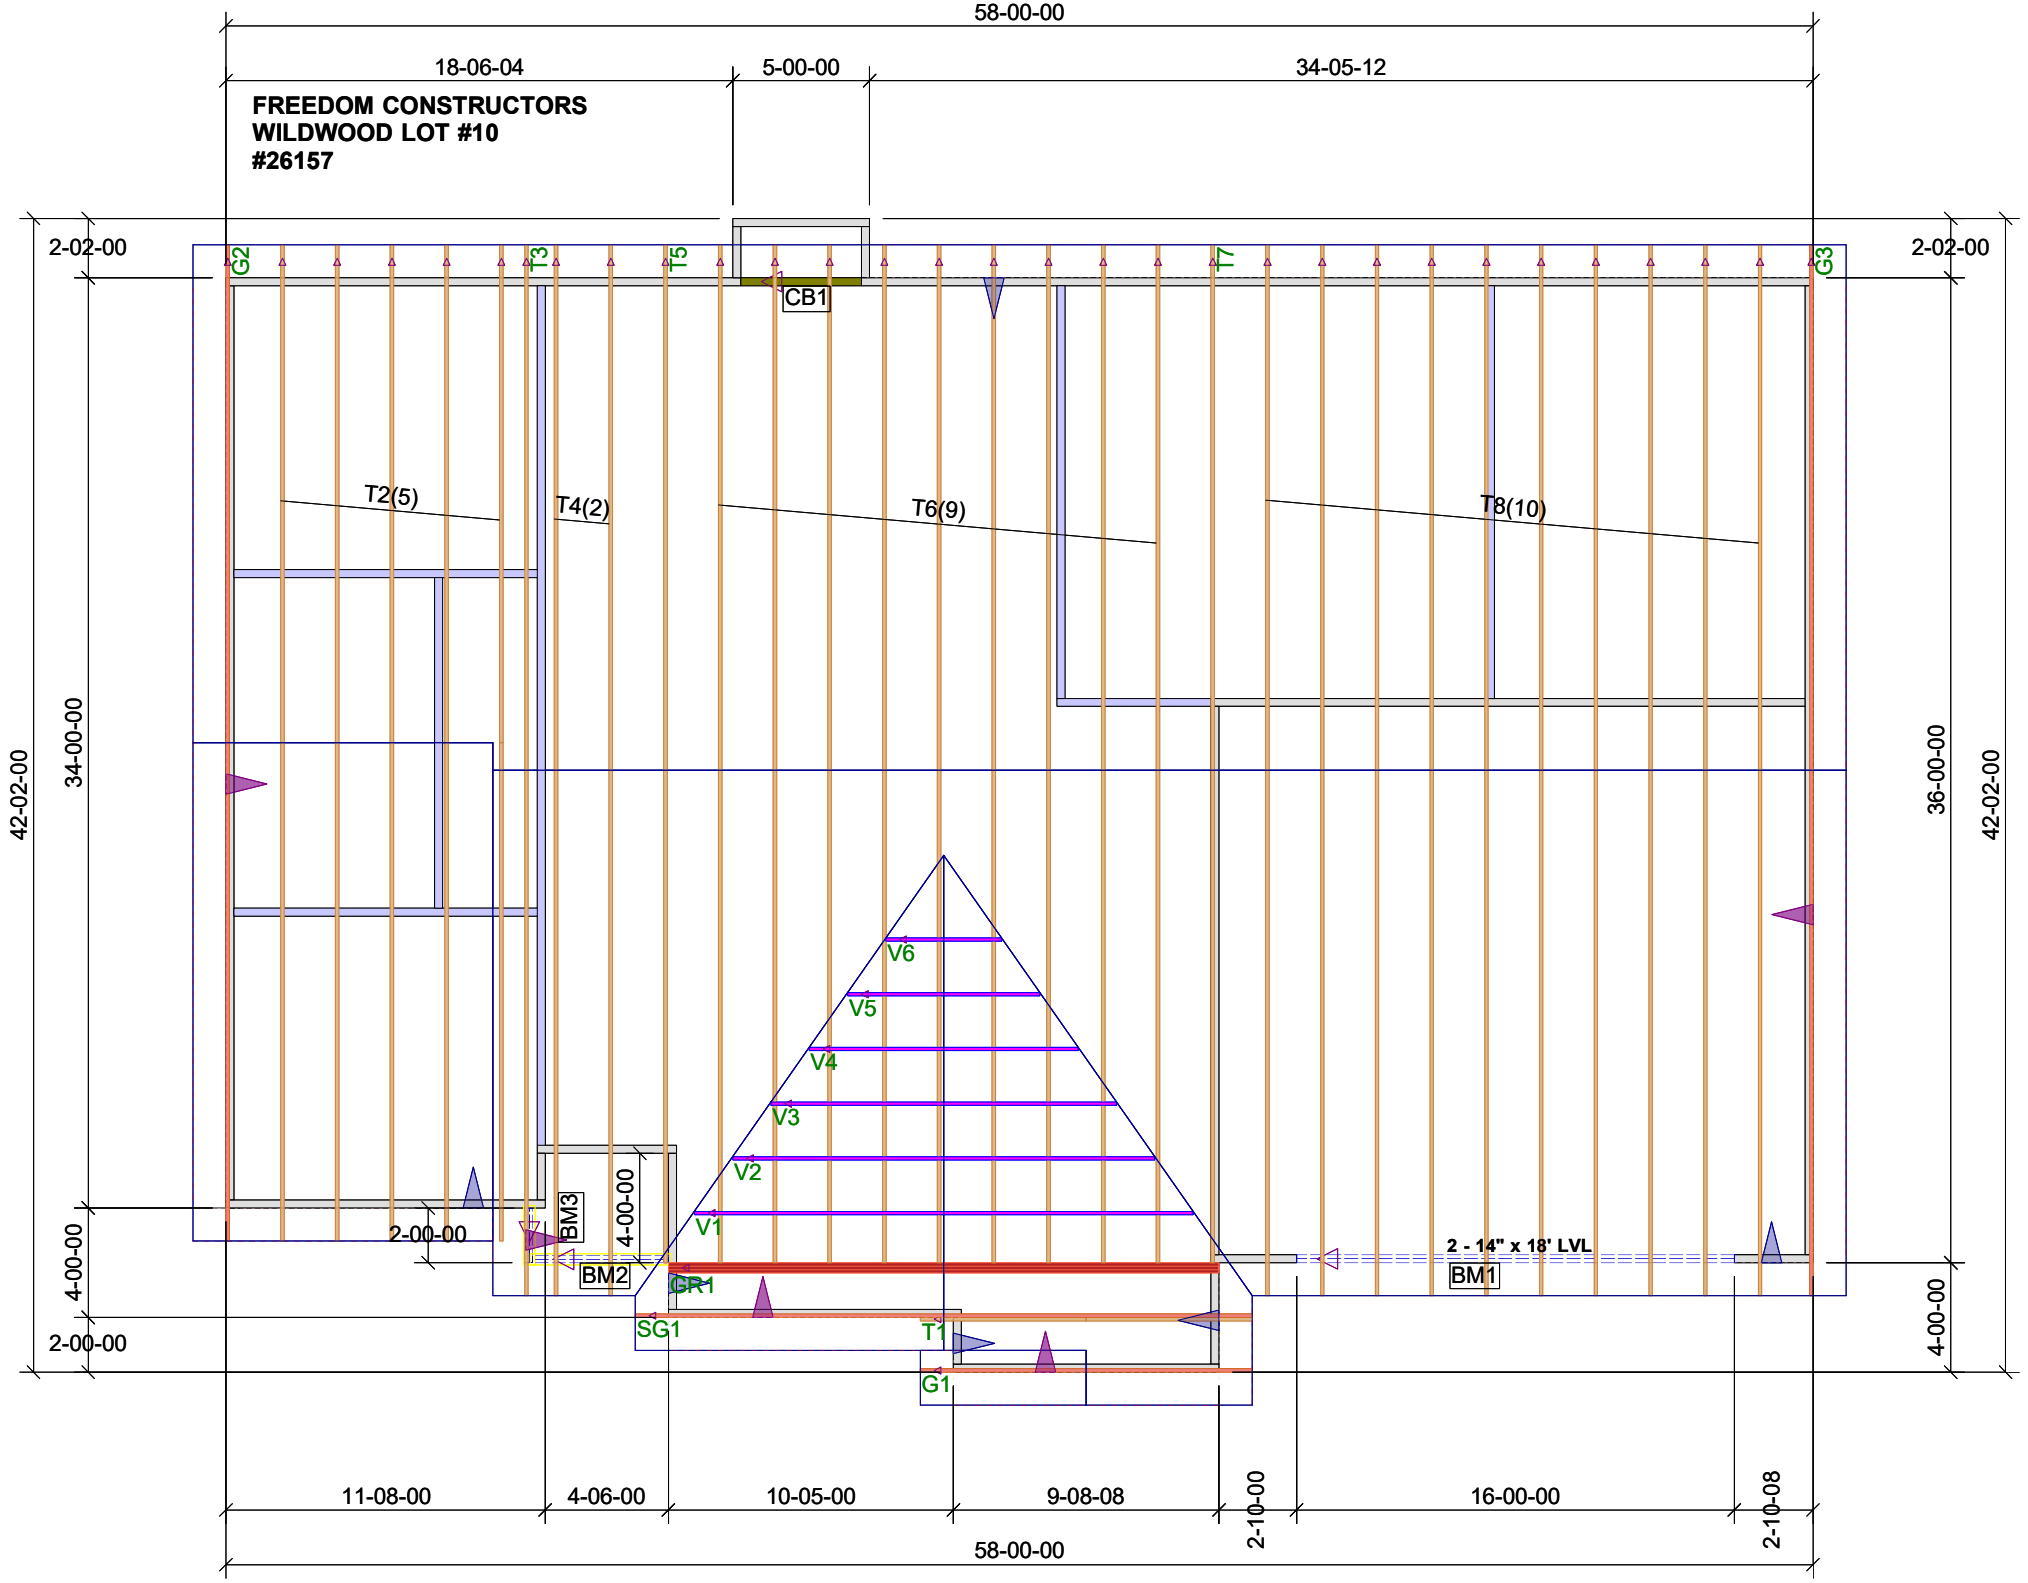 58-00-00
18-06-04
5-00-00
34-05-12
FREEDOM CONSTRUCTORS
WILDWOOD LOT #10
#26157
2-02-00
2-02-00
G2
T3
T5
T7
G3
CB1
T2(5)
T4(2)
T6(9)
T8(10)
42-02-00
34-00-00
36-00-00
42-02-00
V6
V5
V4
V3
V2
V1
4-00-00
BM3
2-00-00
BM2
GR1
2 - 14" x 18' LVL
BM1
4-00-00
2-00-00
SG1
T1
G1
4-00-00
11-08-00
4-06-00
10-05-00
9-08-08
2-10-00
16-00-00
2-10-08
58-00-00